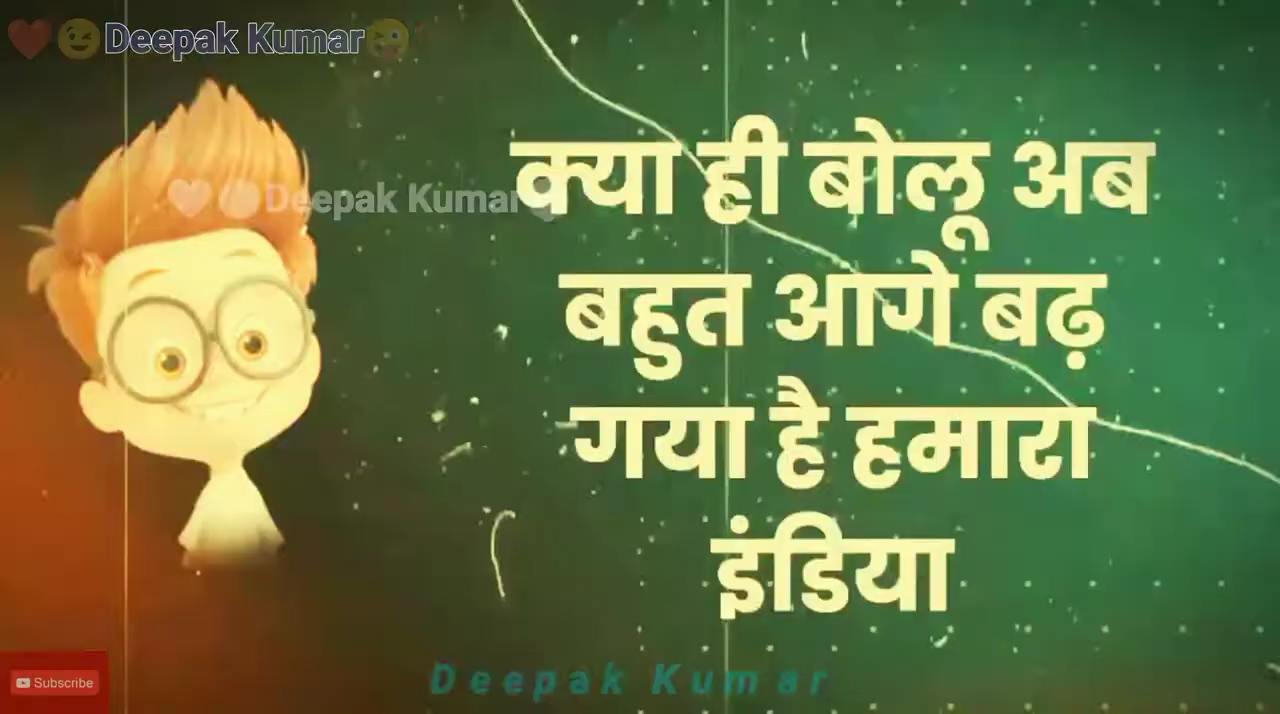 ❤️😉Deepak Kumar😜
Deepak Kumar
क्या ही बोलू अब
बहुत आगे बढ़
गया है हमारा
इंडिया
Subscribe
Deepak Kumar